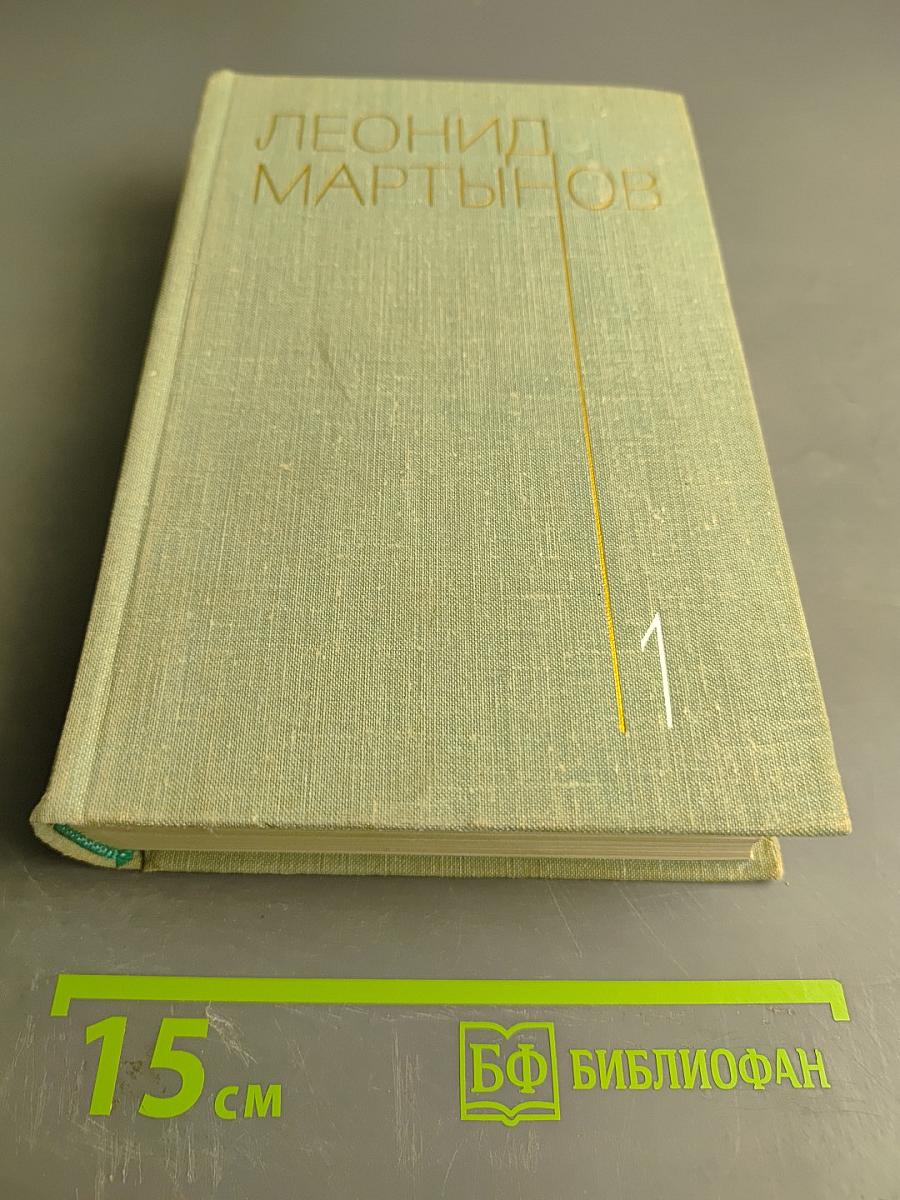 ЛЕОНИД
МАРТЫНОВ
1
15 см
БФ БИБЛИОФАН